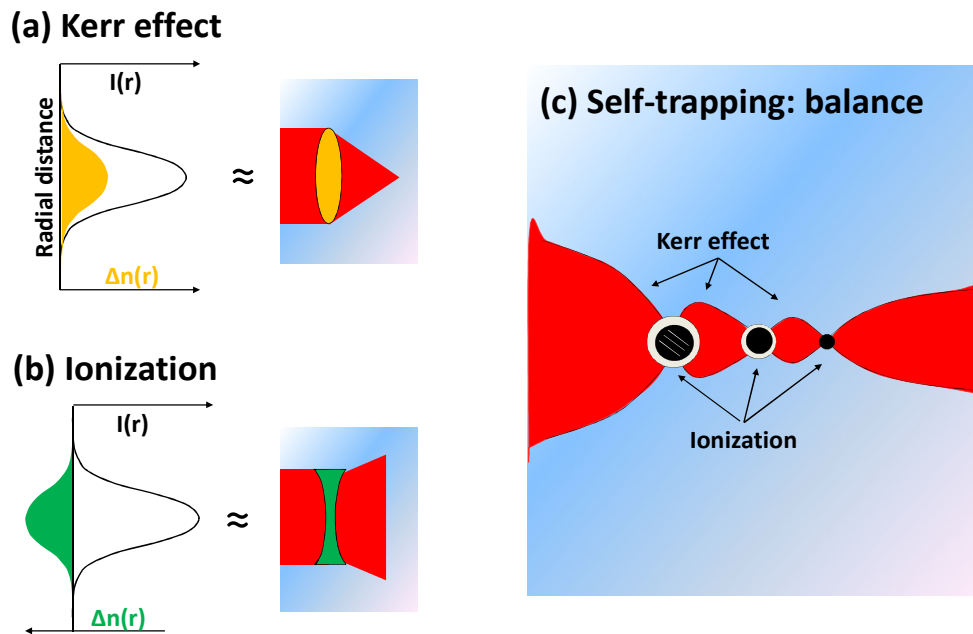 (a) Kerr effect
I(r)
Radial distance
≈
Δn(r)
(b) Ionization
I(r)
≈
Δn(r)
(c) Self-trapping: balance
Kerr effect
Ionization